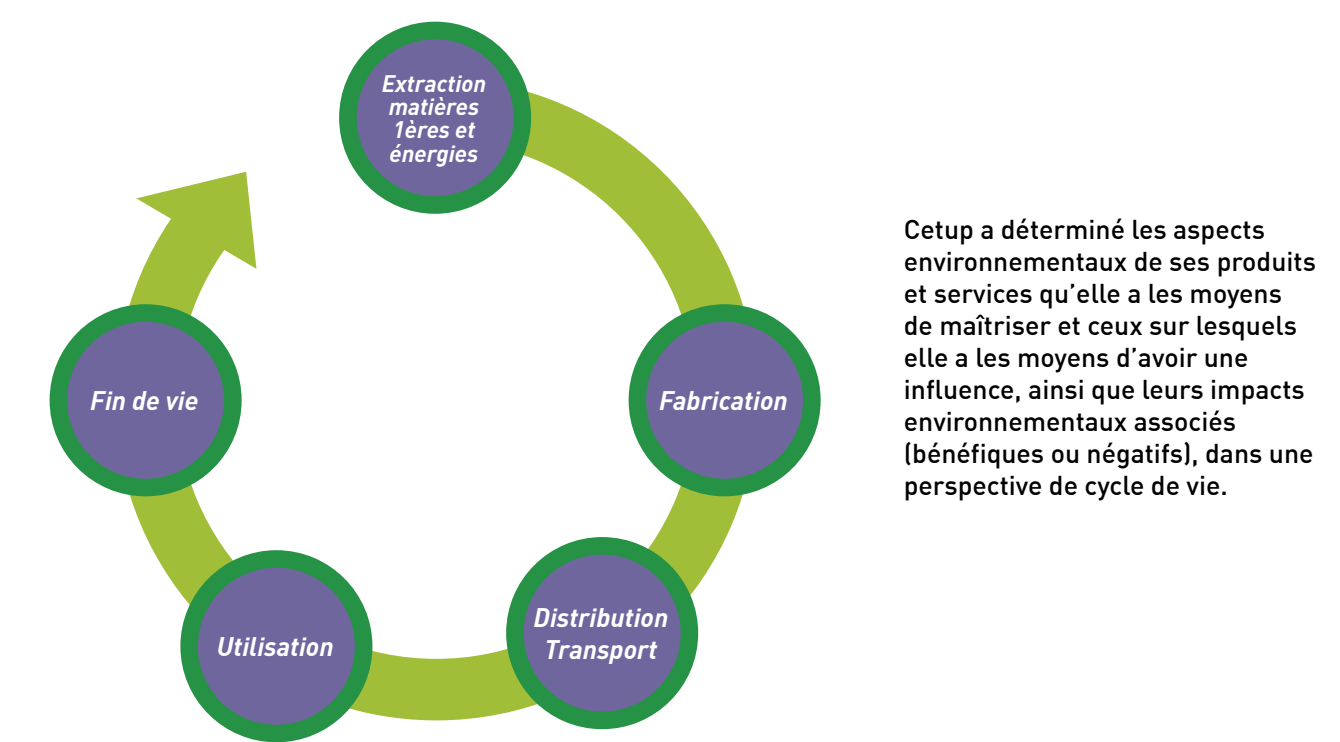 Extraction
matières
1ères et
énergies
Fabrication
Distribution
Transport
Utilisation
Fin de vie
Cetup a déterminé les aspects
environnementaux de ses produits
et services qu’elle a les moyens
de maîtriser et ceux sur lesquels
elle a les moyens d’avoir une
influence, ainsi que leurs impacts
environnementaux associés
(bénéfiques ou négatifs), dans une
perspective de cycle de vie.